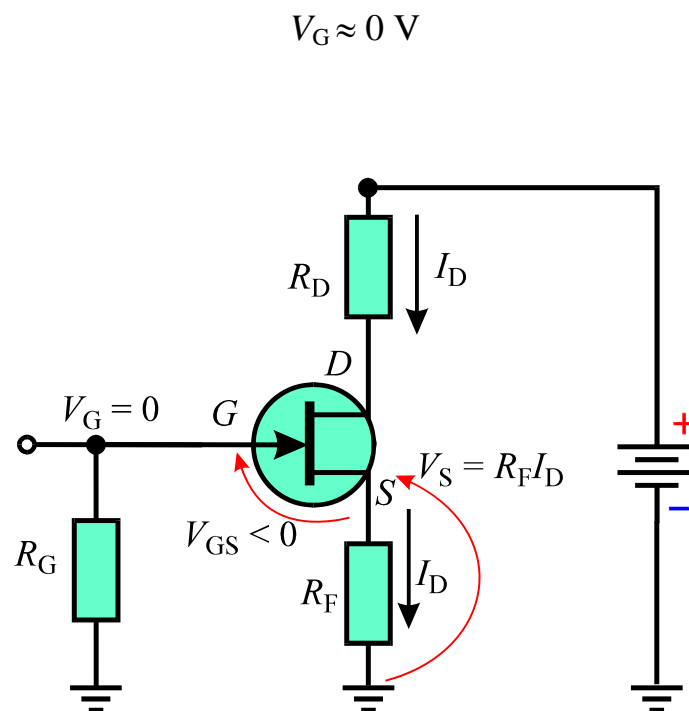 V_G ≈ 0 V
R_D
I_D
D
V_G = 0
G
+
V_S = R_F I_D
S
−
V_GS < 0
R_G
R_F
I_D